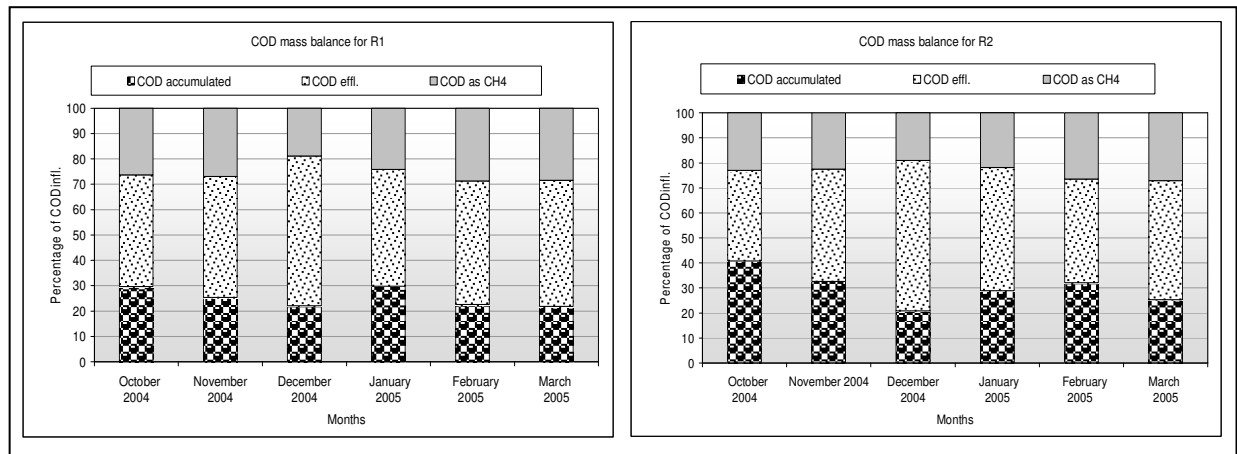 COD mass balance for R1
COD accumulated COD effl. COD as CH4
Percentage of CODinfl.
100
90
80
70
60
50
40
30
20
10
0
October 2004
November 2004
December 2004
January 2005
February 2005
March 2005
Months
COD mass balance for R2
COD accumulated COD effl. COD as CH4
Percentage of CODinfl.
100
90
80
70
60
50
40
30
20
10
0
October 2004
November 2004
December 2004
January 2005
February 2005
March 2005
Months